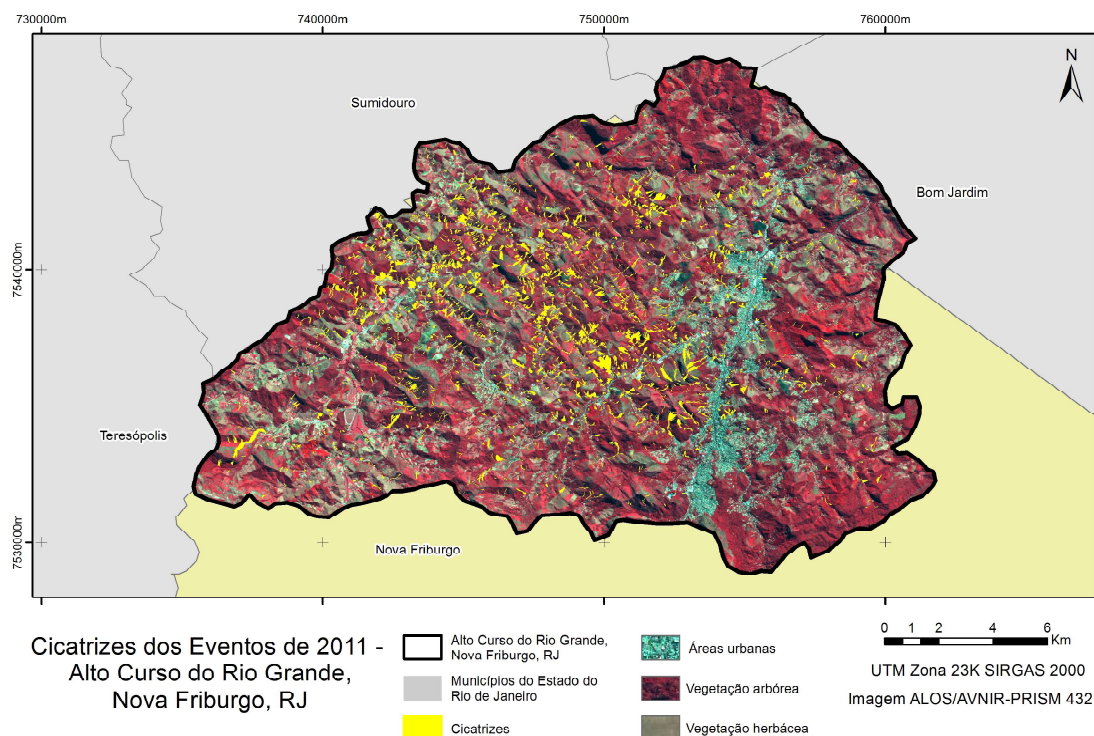 730000m
740000m
750000m
760000m
N
Sumidouro
Bom Jardim
7540000m
Teresópolis
7530000m
Nova Friburgo
Cicatrizes dos Eventos de 2011 -
Alto Curso do Rio Grande,
Nova Friburgo, RJ
Alto Curso do Rio Grande,
Nova Friburgo, RJ
Municípios do Estado do
Rio de Janeiro
Cicatrizes
Áreas urbanas
Vegetação arbórea
Vegetação herbácea
0 1 2 4 6
Km
UTM Zona 23K SIRGAS 2000
Imagem ALOS/AVNIR-PRISM 432